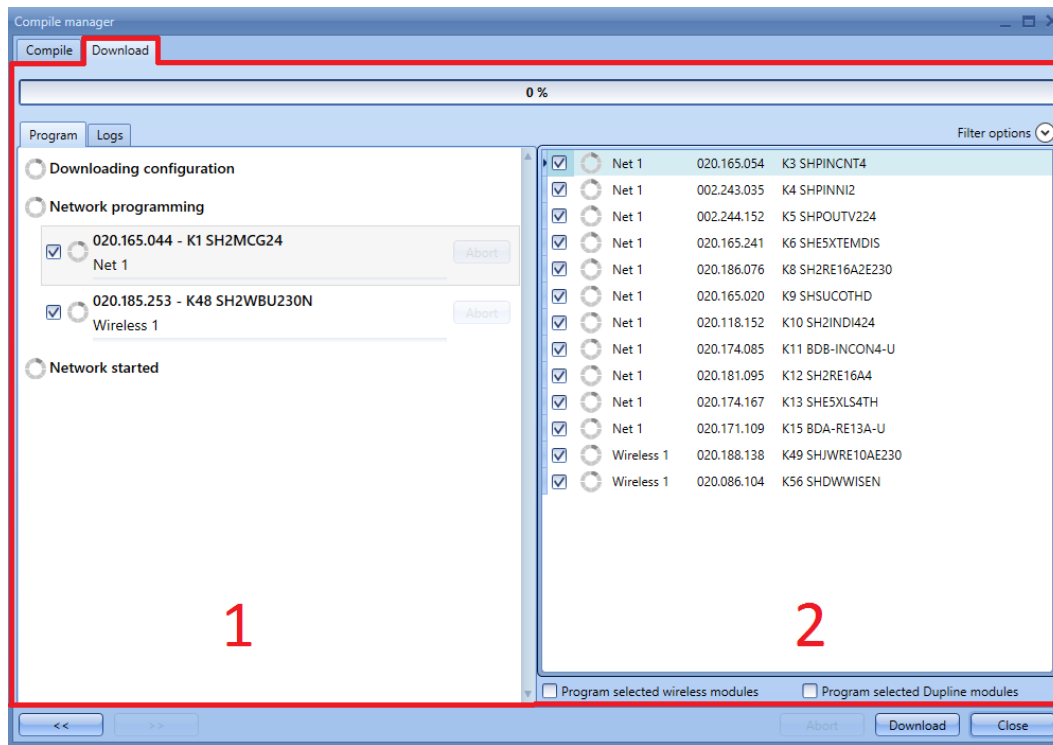 Compile manager
Compile Download
0 %
Program Logs
Filter options
Downloading configuration
Network programming
020.165.044 - K1 SH2MCG24
Net 1
Abort
020.185.253 - K48 SH2WBU230N
Wireless 1
Abort
Network started
1
Net 1 020.165.054 K3 SHPINCNT4
Net 1 002.243.035 K4 SHPINNI2
Net 1 002.244.152 K5 SHPOUTV224
Net 1 020.165.241 K6 SHE5XTEMDIS
Net 1 020.186.076 K8 SH2RE16A2E230
Net 1 020.165.020 K9 SHSUCOTHD
Net 1 020.118.152 K10 SH2INDI424
Net 1 020.174.085 K11 BDB-INCON4-U
Net 1 020.181.095 K12 SH2RE16A4
Net 1 020.174.167 K13 SHE5XLS4TH
Net 1 020.171.109 K15 BDA-RE13A-U
Wireless 1 020.188.138 K49 SHJWRE10AE230
Wireless 1 020.086.104 K56 SHDWWISEN
2
Program selected wireless modules Program selected Dupline modules
<< >> Abort Download Close